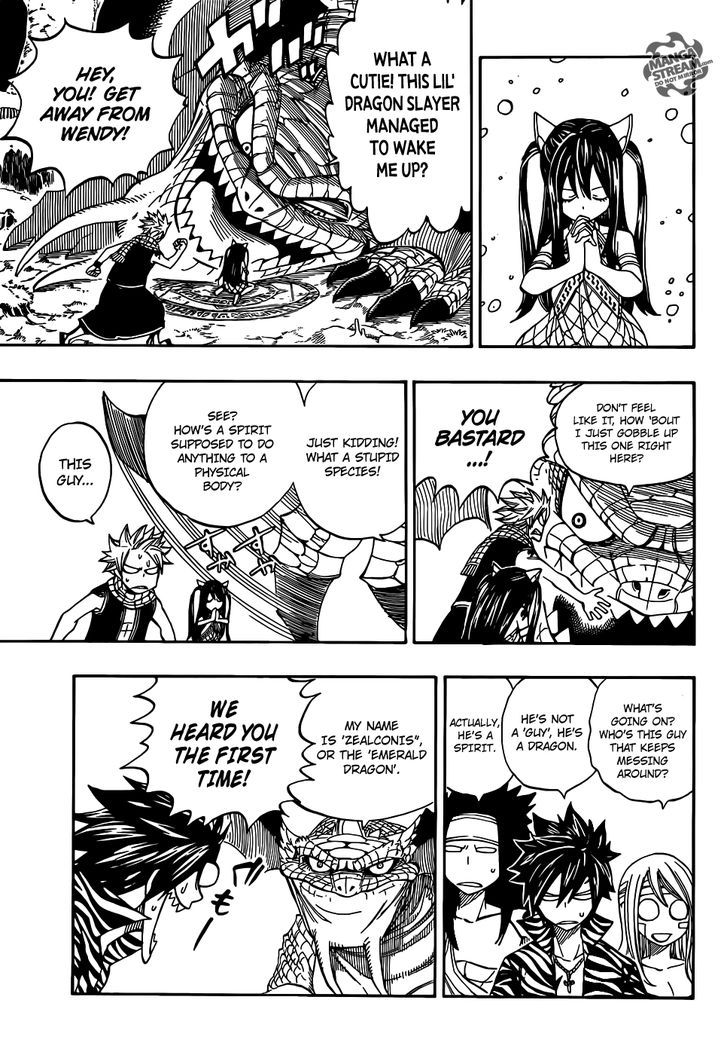 MANGA
STREAM.com
DO NOT MIRROR
WHAT A
CUTIE! THIS LIL'
DRAGON SLAYER
MANAGED
TO WAKE
ME UP?
HEY,
YOU! GET
AWAY FROM
WENDY!
DON'T FEEL
LIKE IT, HOW 'BOUT
I JUST GOBBLE UP
THIS ONE RIGHT
HERE?
YOU
BASTARD
...!
JUST KIDDING!
WHAT A STUPID
SPECIES!
SEE?
HOW'S A SPIRIT
SUPPOSED TO DO
ANYTHING TO A
PHYSICAL
BODY?
THIS
GUY...
WHAT'S
GOING ON?
WHO'S THIS GUY
THAT KEEPS
MESSING
AROUND?
HE'S NOT
A 'GUY', HE'S
A DRAGON.
ACTUALLY,
HE'S A
SPIRIT.
MY NAME
IS 'ZEALCONIS",
OR THE 'EMERALD
DRAGON'.
WE
HEARD YOU
THE FIRST
TIME!